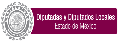 Diputadas y Diputados Locales
Estado de México